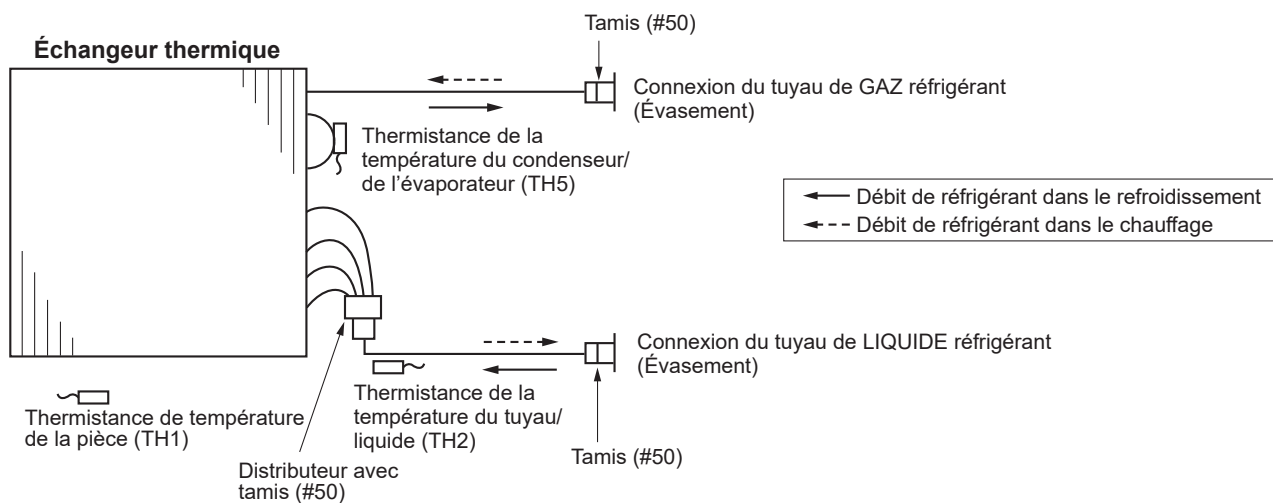 Tamis (#50)
Échangeur thermique
Connexion du tuyau de GAZ réfrigérant
(Évasement)
Thermistance de la
température du condenseur/
de l’évaporateur (TH5)
Débit de réfrigérant dans le refroidissement
Débit de réfrigérant dans le chauffage
Connexion du tuyau de LIQUIDE réfrigérant
(Évasement)
Thermistance de température
de la pièce (TH1)
Thermistance de la
température du tuyau/
liquide (TH2)
Distributeur avec
tamis (#50)
Tamis (#50)